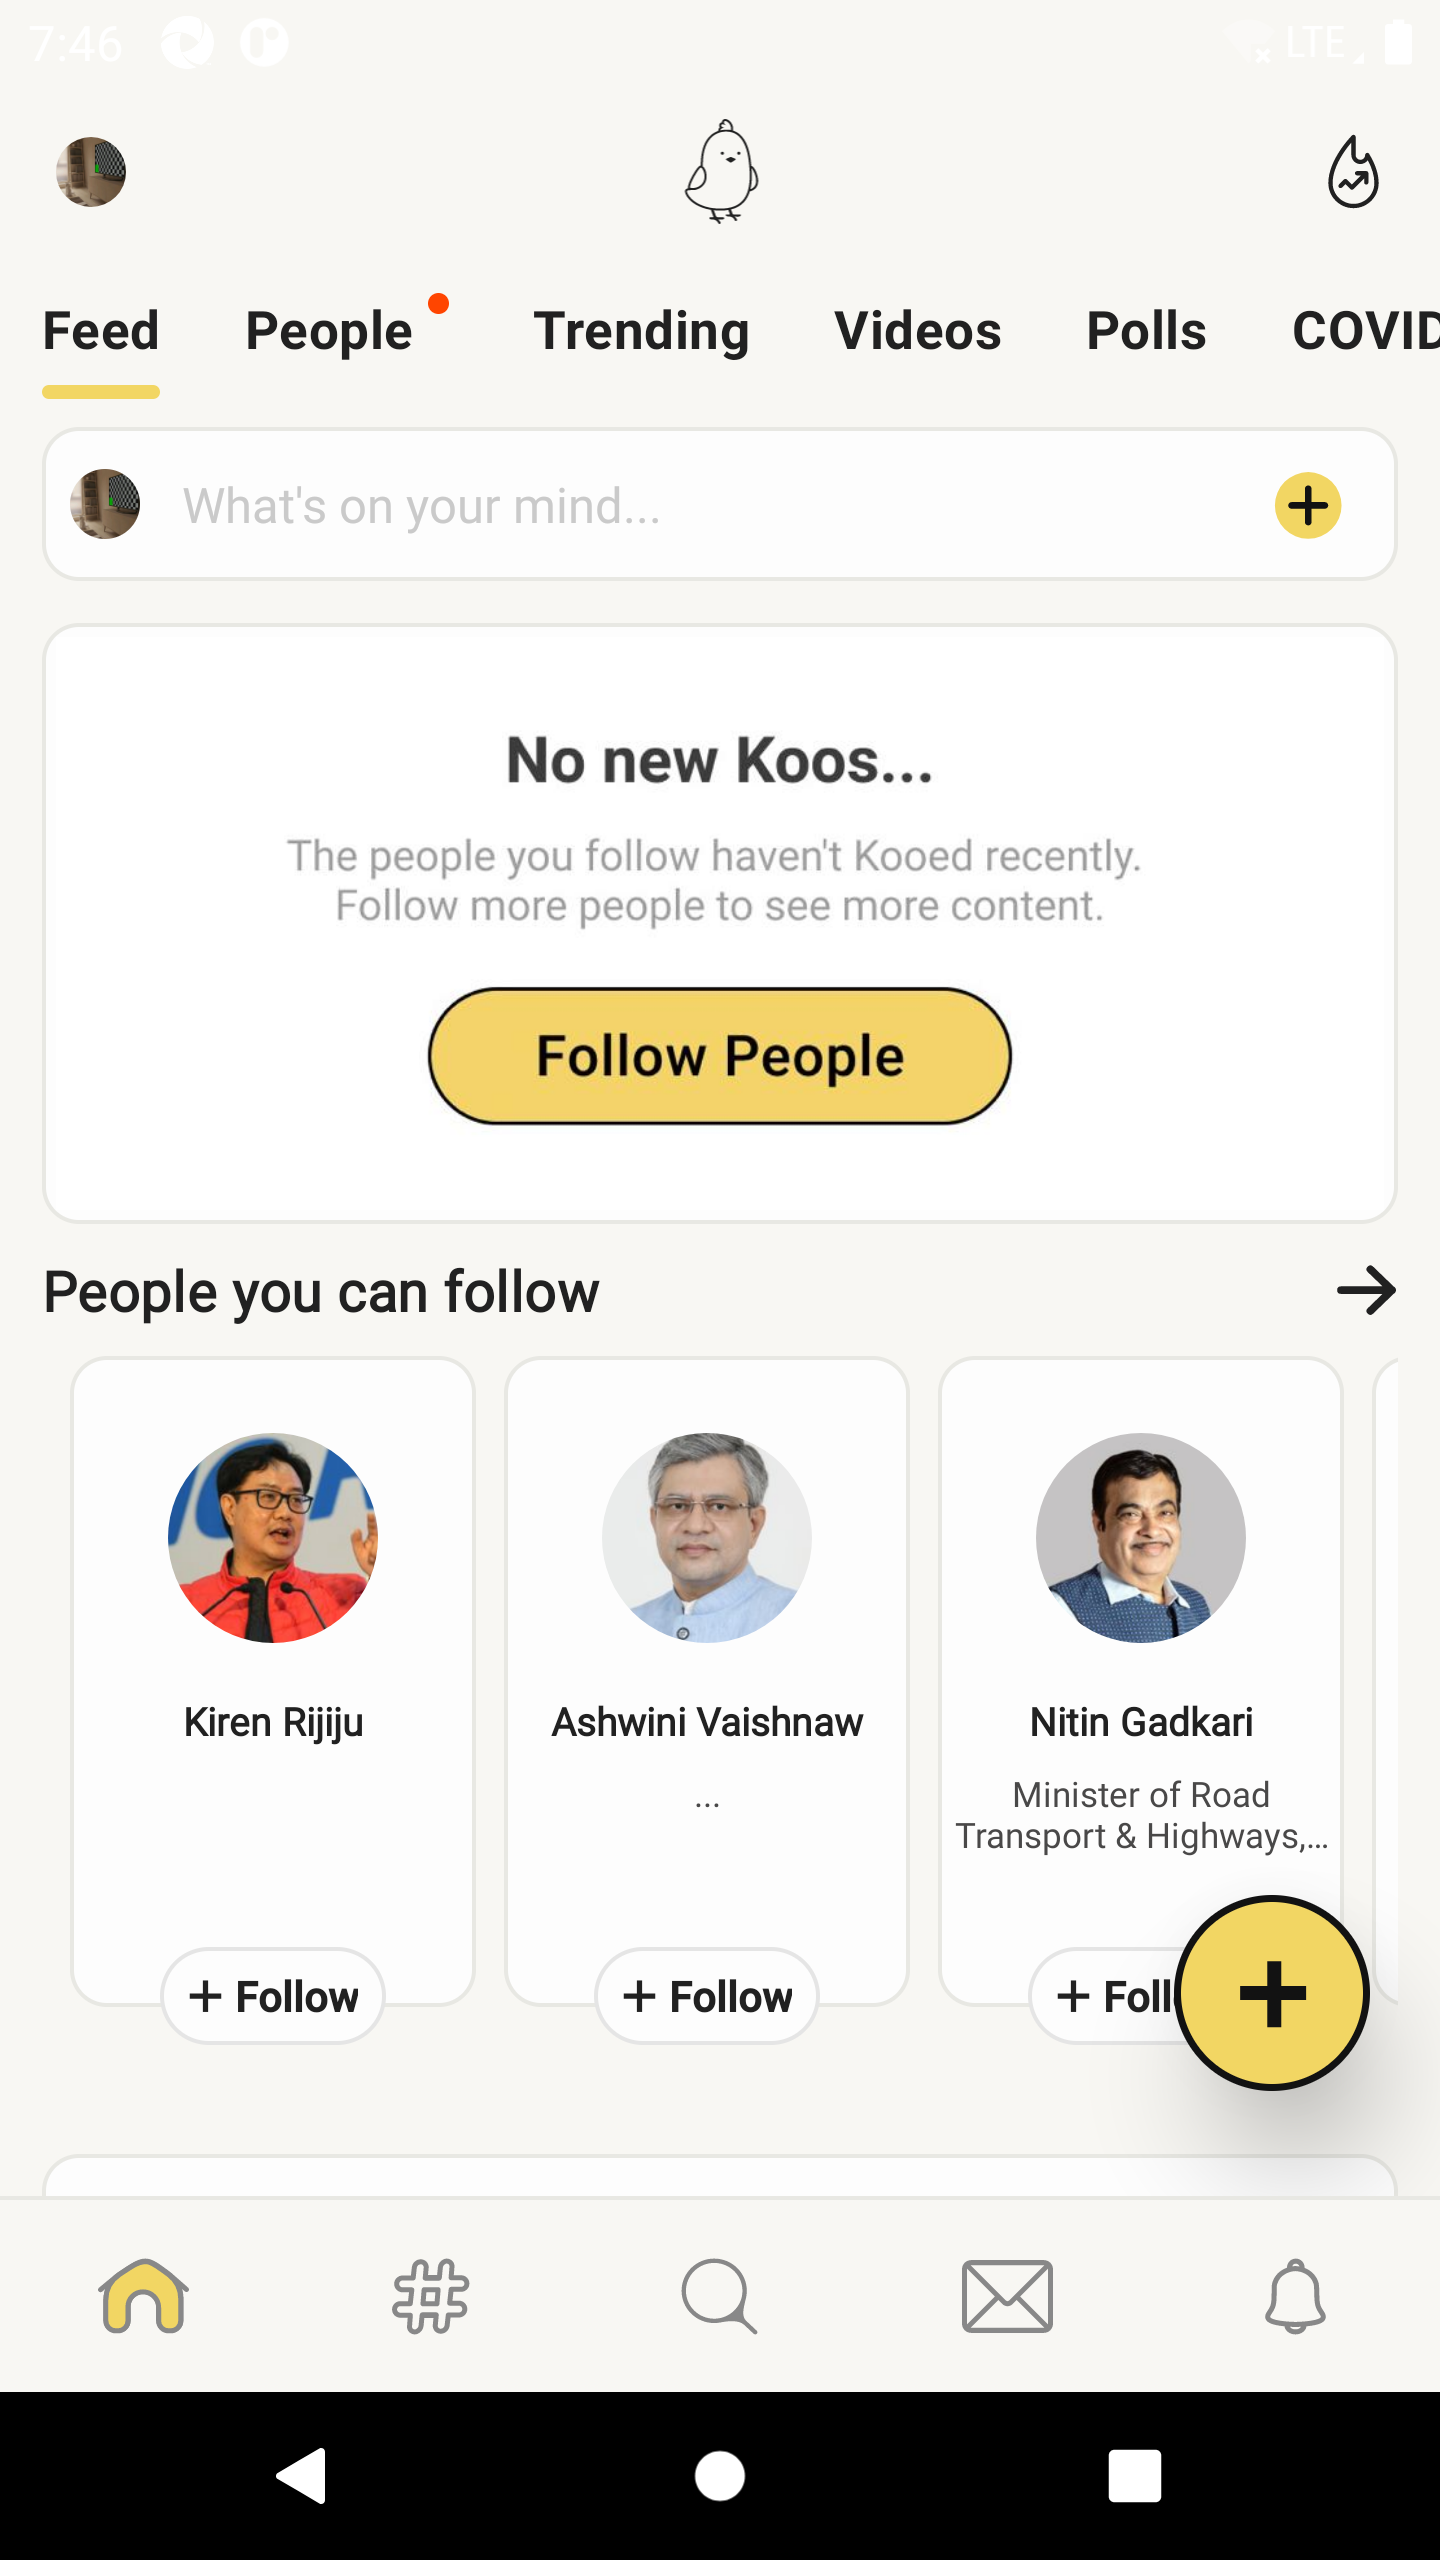 7:46
LTE
Feed People Trending Videos Polls COVID
What's on your mind...
No new Koos...
The people you follow haven't Kooed recently.
Follow more people to see more content.
Follow People
People you can follow
Kiren Rijiju
Ashwini Vaishnaw
...
Nitin Gadkari
Minister of Road
Transport & Highways,...
+ Follow
+ Follow
+ Foll